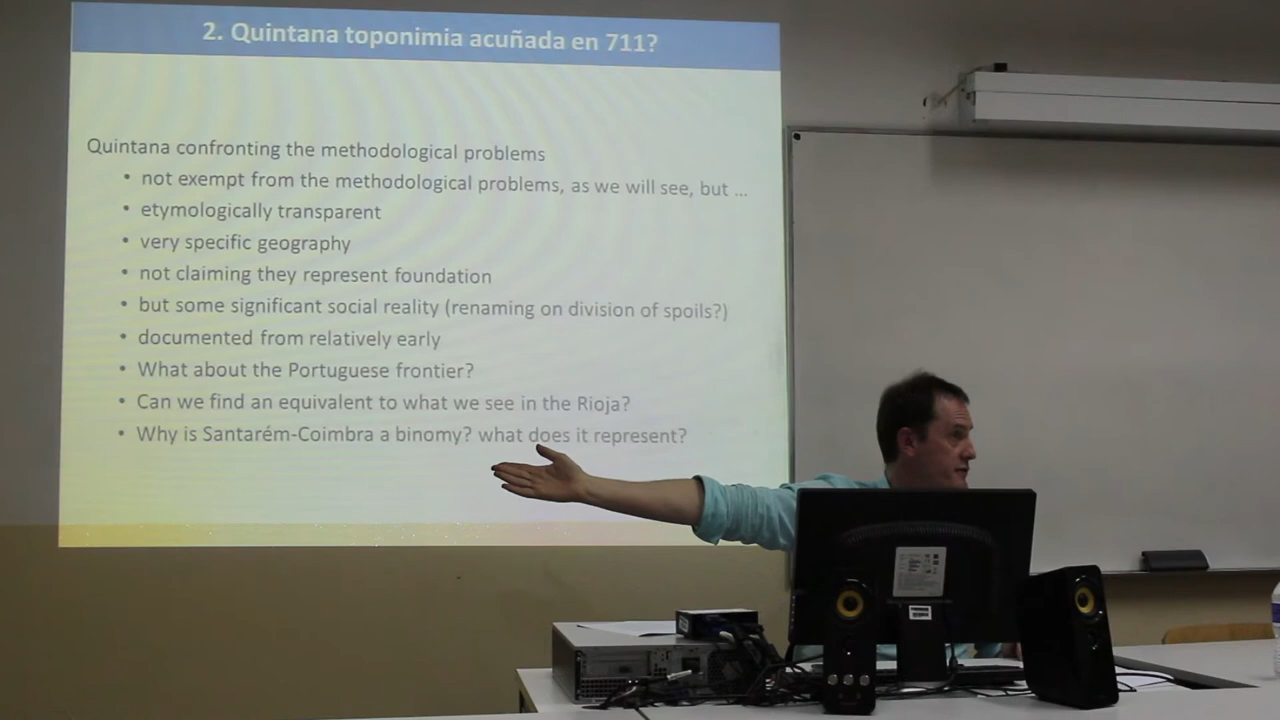 2. Quintana toponimia acuñada en 711?
Quintana confronting the methodological problems
• not exempt from the methodological problems, as we will see, but ...
• etymologically transparent
• very specific geography
• not claiming they represent foundation
• but some significant social reality (renaming on division of spoils?)
• documented from relatively early
• What about the Portuguese frontier?
• Can we find an equivalent to what we see in the Rioja?
• Why is Santarém-Coimbra a binomy? what does it represent?